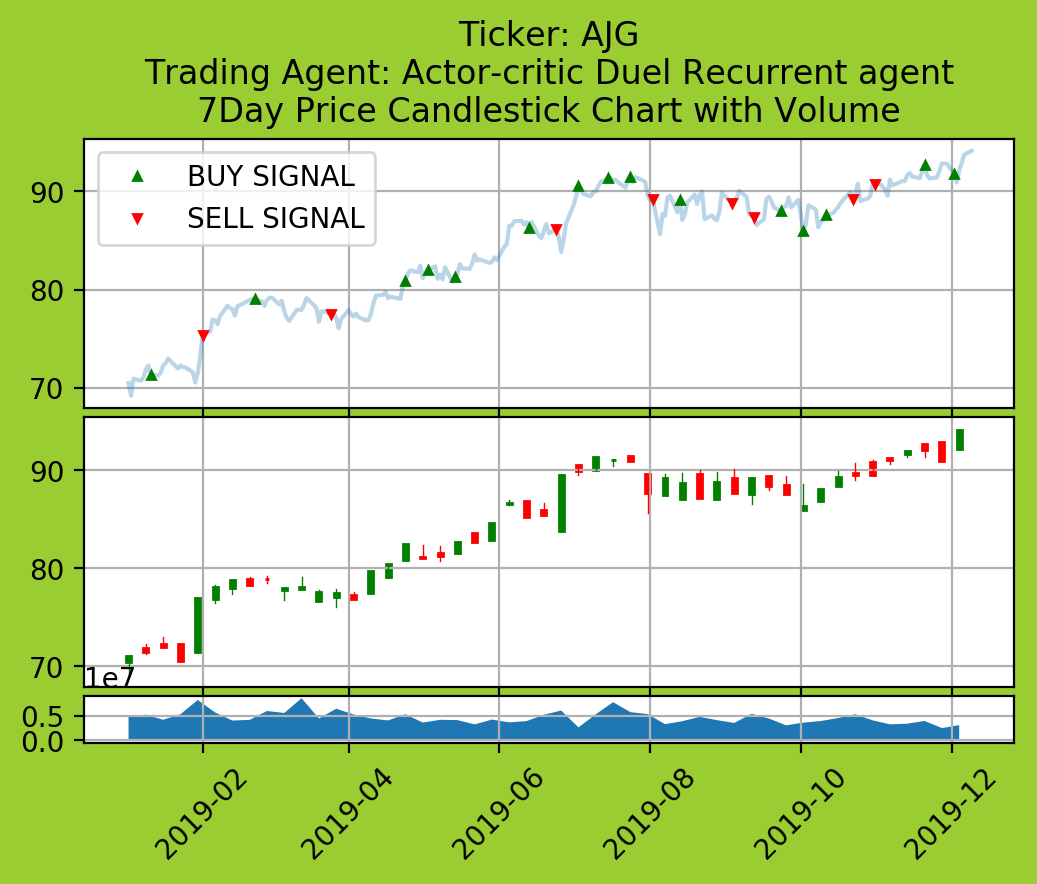 Ticker: AJG
Trading Agent: Actor-critic Duel Recurrent agent
7Day Price Candlestick Chart with Volume
BUY SIGNAL
SELL SIGNAL
90
80
70
90
80
70
1e7
0.5
0.0
2019-02
2019-04
2019-06
2019-08
2019-10
2019-12